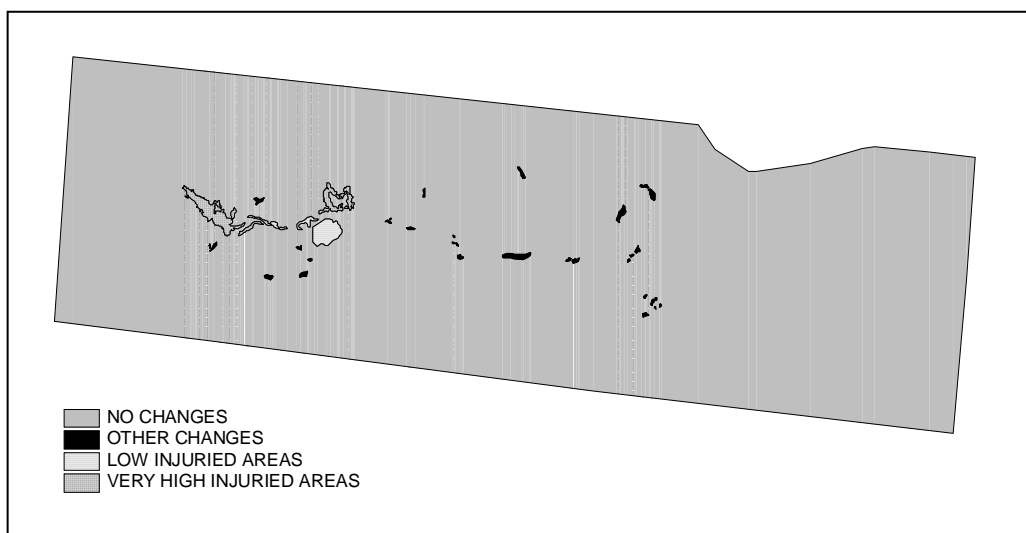 NO CHANGES
OTHER CHANGES
LOW INJURIED AREAS
VERY HIGH INJURIED AREAS